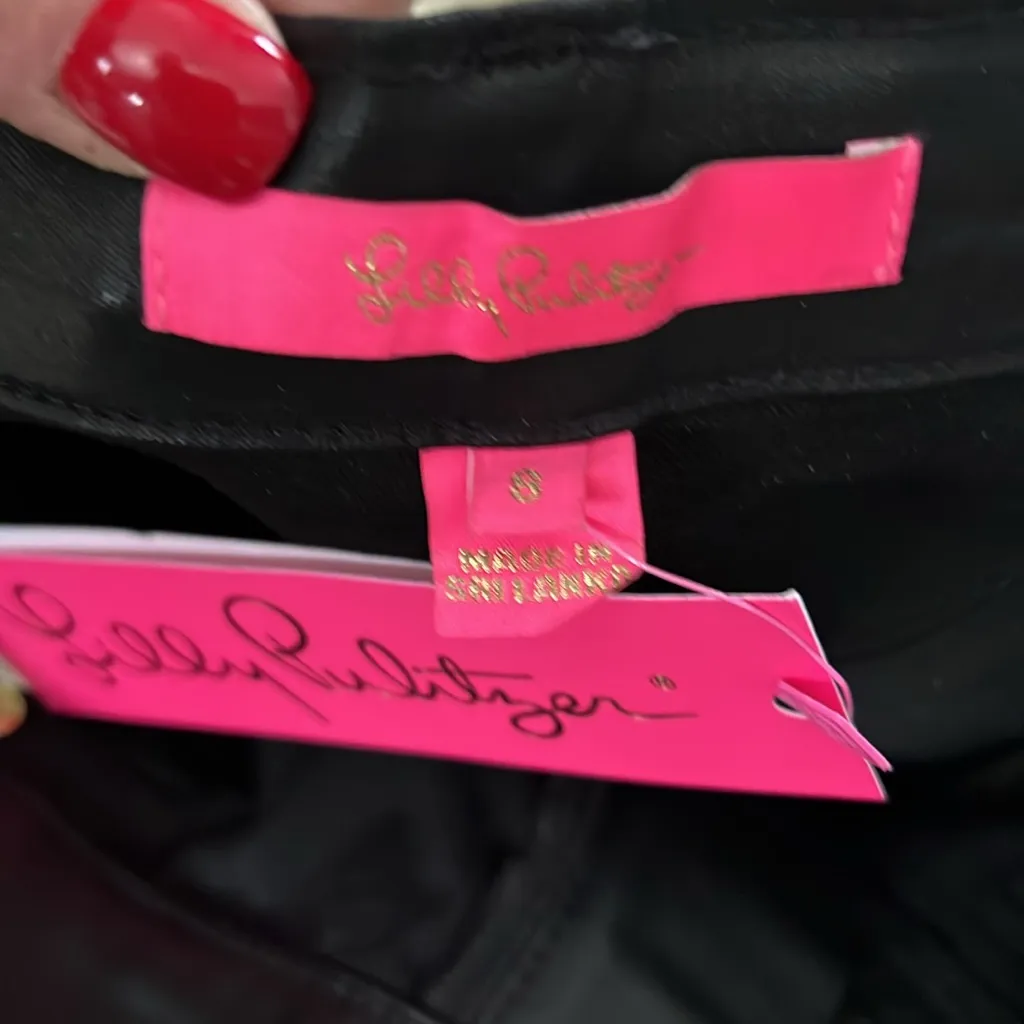 Lilly Pulitzer
8
MADE IN
SRI LANKA
Lilly Pulitzer®